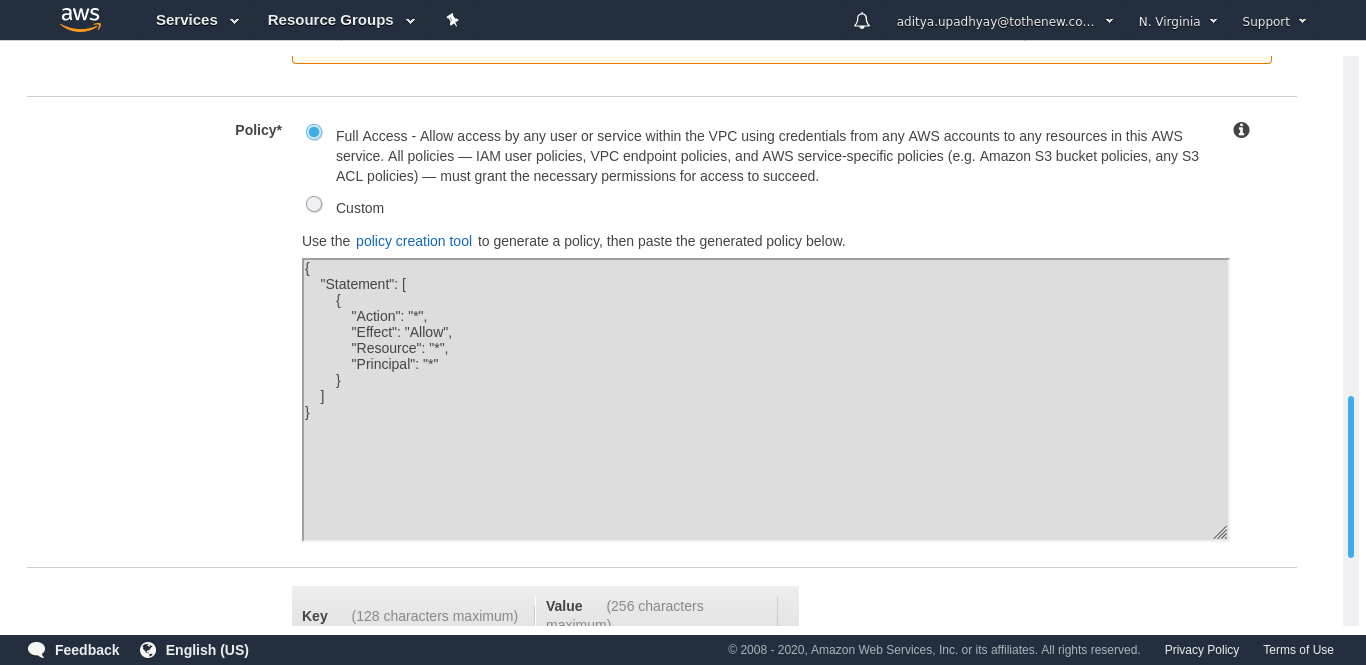 aws Services Resource Groups aditya.upadhyay@tothenew.co... N. Virginia Support
Policy* Full Access - Allow access by any user or service within the VPC using credentials from any AWS accounts to any resources in this AWS
service. All policies — IAM user policies, VPC endpoint policies, and AWS service-specific policies (e.g. Amazon S3 bucket policies, any S3
ACL policies) — must grant the necessary permissions for access to succeed.
Custom
Use the policy creation tool to generate a policy, then paste the generated policy below.
{
    "Statement": [
        {
            "Action": "*",
            "Effect": "Allow",
            "Resource": "*",
            "Principal": "*"
        }
    ]
}
Key (128 characters maximum) Value (256 characters
maximum)
Feedback English (US) © 2008 - 2020, Amazon Web Services, Inc. or its affiliates. All rights reserved. Privacy Policy Terms of Use